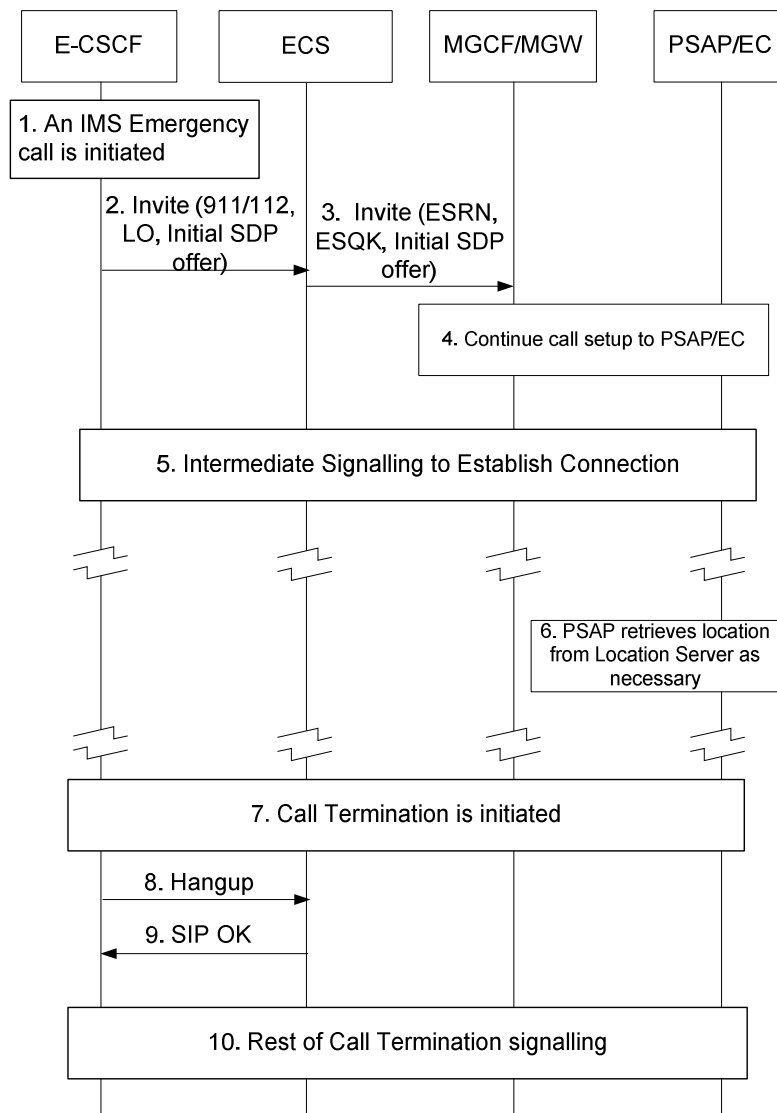 E-CSCF
ECS
MGCF/MGW
PSAP/EC
1. An IMS Emergency
call is initiated
2. Invite (911/112,
LO, Initial SDP
offer)
3. Invite (ESRN,
ESQK, Initial SDP
offer)
4. Continue call setup to PSAP/EC
5. Intermediate Signalling to Establish Connection
6. PSAP retrieves location
from Location Server as
necessary
7. Call Termination is initiated
8. Hangup
9. SIP OK
10. Rest of Call Termination signalling